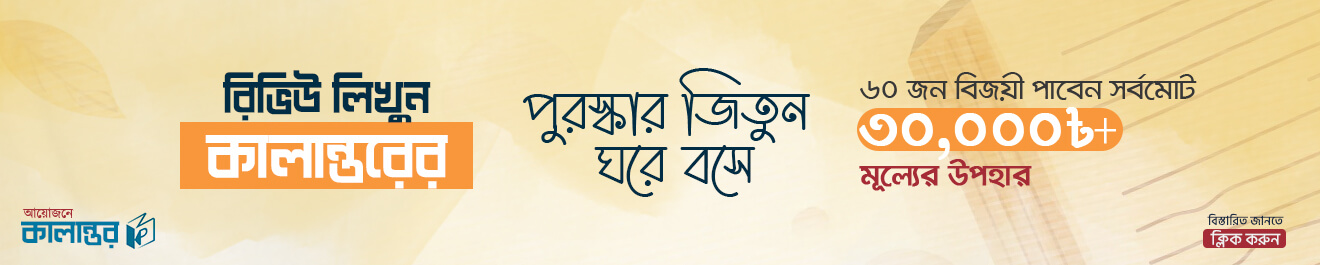 রিভিউ লিখুন
কালান্তরের
পুরস্কার জিতুন
ঘরে বসে
৬০ জন বিজয়ী পাবেন সর্বমোট
৩০,০০০৳+
মূল্যের উপহার
আয়োজনে
কালান্তর
বিস্তারিত জানতে
ক্লিক করুন